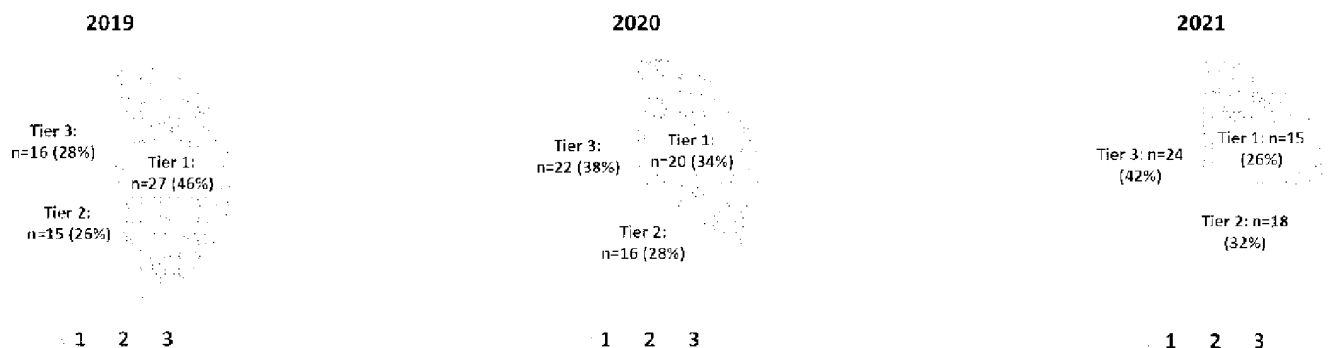 2019
Tier 3:
n=16 (28%)
Tier 1:
n=27 (46%)
Tier 2:
n=15 (26%)
1 2 3
2020
Tier 3:
n=22 (38%)
Tier 1:
n=20 (34%)
Tier 2:
n=16 (28%)
1 2 3
2021
Tier 3: n=24
(42%)
Tier 1: n=15
(26%)
Tier 2: n=18
(32%)
1 2 3